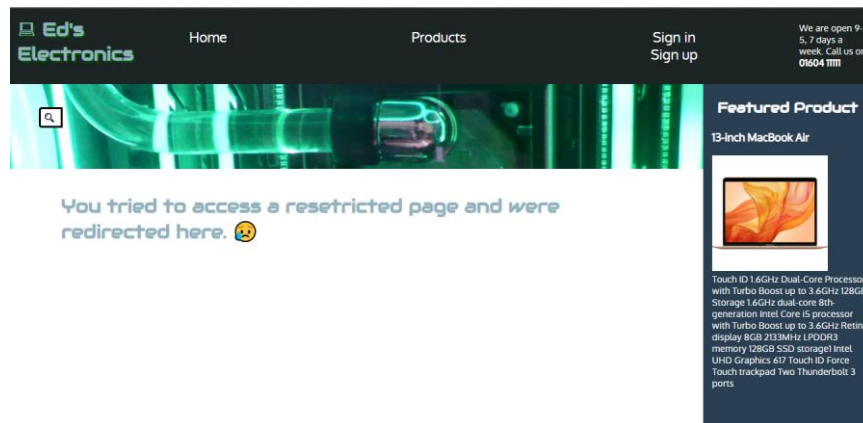 💻 Ed's
Electronics
Home
Products
Sign in
Sign up
We are open 9-
5, 7 days a
week. Call us on
01604 11111
Featured Product
13-inch MacBook Air
You tried to access a resetricted page and were
redirected here. 😥
Touch ID 1.6GHz Dual-Core Processor
with Turbo Boost up to 3.6GHz 128GB
Storage 1.6GHz dual-core 8th-
generation Intel Core i5 processor
with Turbo Boost up to 3.6GHz Retin
display 8GB 2133MHz LPDDR3
memory 128GB SSD storage1 Intel
UHD Graphics 617 Touch ID Force
Touch trackpad Two Thunderbolt 3
ports